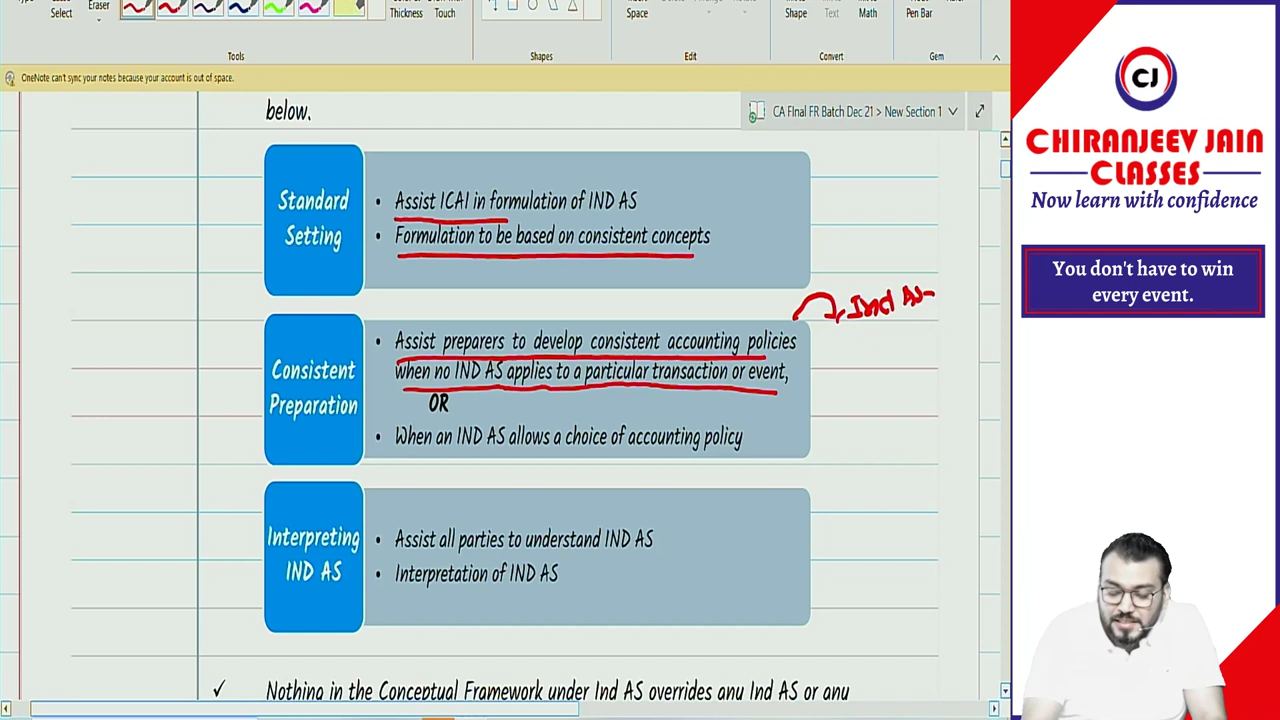 Eraser
Select
Thickness
Touch
Space
Shape
Text
Math
Pen Bar
Tools
Shapes
Edit
Convert
Gem
OneNote can't sync your notes because your account is out of space.
below.
CA FInal FR Batch Dec 21 > New Section 1
Standard
Setting
• Assist ICAI in formulation of IND AS
• Formulation to be based on consistent concepts
Ind AS
Consistent
Preparation
• Assist preparers to develop consistent accounting policies
when no IND AS applies to a particular transaction or event,
OR
• When an IND AS allows a choice of accounting policy
Interpreting
IND AS
• Assist all parties to understand IND AS
• Interpretation of IND AS
✓ Nothing in the Conceptual Framework under Ind AS overrides any Ind AS or any
CJ
CHIRANJEEV JAIN
CLASSES
Now learn with confidence
You don't have to win
every event.